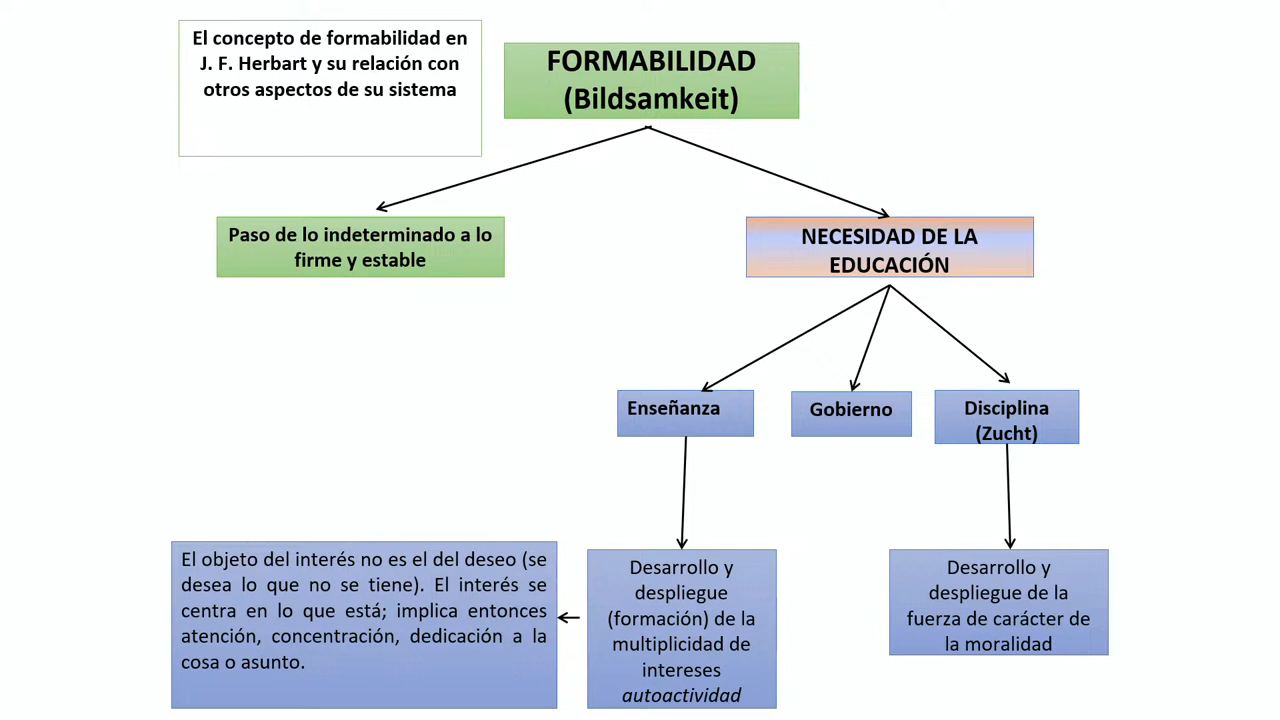 El concepto de formabilidad en
J. F. Herbart y su relación con
otros aspectos de su sistema
FORMABILIDAD
(Bildsamkeit)
Paso de lo indeterminado a lo
firme y estable
NECESIDAD DE LA
EDUCACIÓN
Enseñanza
Gobierno
Disciplina
(Zucht)
El objeto del interés no es el del deseo (se
desea lo que no se tiene). El interés se
centra en lo que está; implica entonces
atención, concentración, dedicación a la
cosa o asunto.
Desarrollo y
despliegue
(formación) de la
multiplicidad de
intereses
autoactividad
Desarrollo y
despliegue de la
fuerza de carácter de
la moralidad